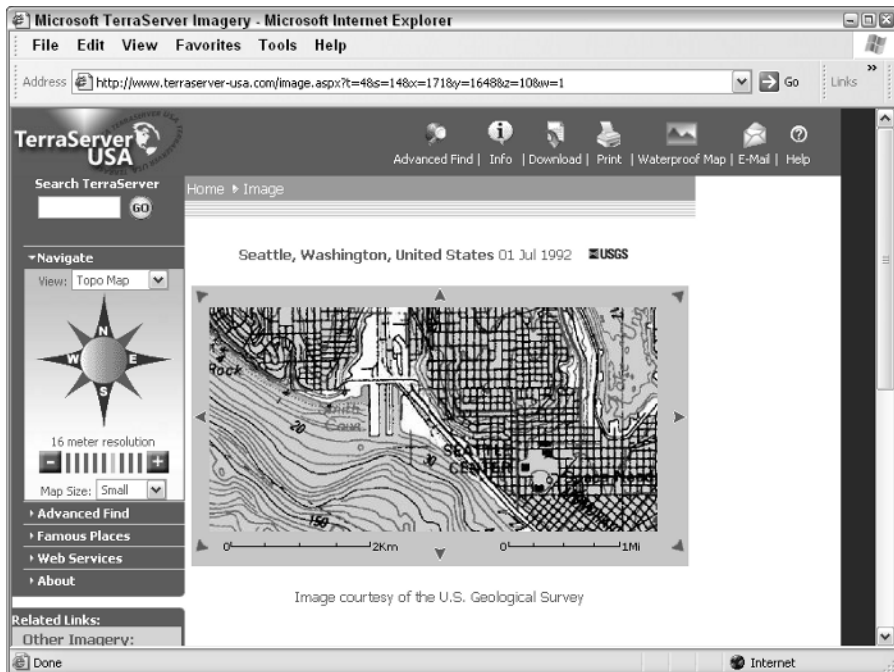 Microsoft TerraServer Imagery - Microsoft Internet Explorer
File Edit View Favorites Tools Help
Address http://www.terraserver-usa.com/image.aspx?t=4&s=14&x=171&y=1648&z=10&w=1 Go Links »
TerraServer
USA
Advanced Find | Info | Download | Print | Waterproof Map | E-Mail | Help
Search TerraServer
GO
Home Image
Seattle, Washington, United States 01 Jul 1992 USGS
Navigate
View: Topo Map
N
W E
S
16 meter resolution
Map Size: Small
Rock
Smith
Cove
20
30
SEATTLE
CENTER
150
0 2Km 0 1Mi
Advanced Find
Famous Places
Web Services
About
Image courtesy of the U.S. Geological Survey
Related Links:
Other Imagery:
Done Internet